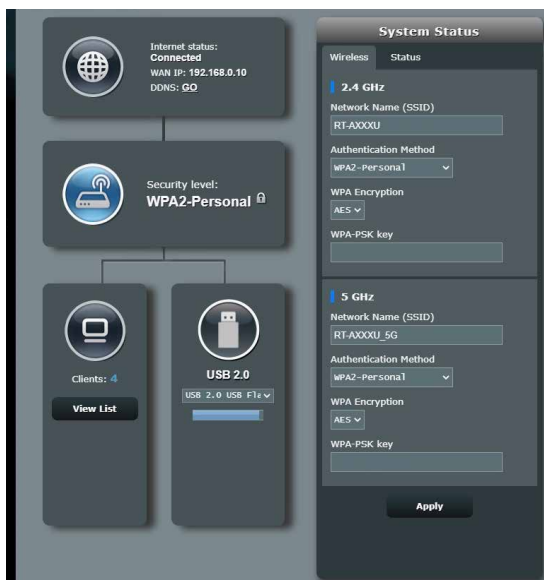 Internet status:
Connected
WAN IP: 192.168.0.10
DDNS: GO
Security level:
WPA2-Personal
Clients: 4
View List
USB 2.0
USB 2.0 USB Fla
System Status
Wireless Status
2.4 GHz
Network Name (SSID)
RT-AXXXU
Authentication Method
WPA2-Personal
WPA Encryption
AES
WPA-PSK key
5 GHz
Network Name (SSID)
RT-AXXXU_5G
Authentication Method
WPA2-Personal
WPA Encryption
AES
WPA-PSK key
Apply